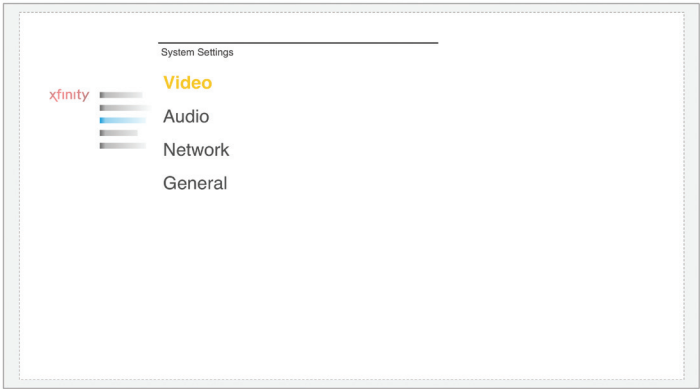 System Settings
Video
xfinity
Audio
Network
General